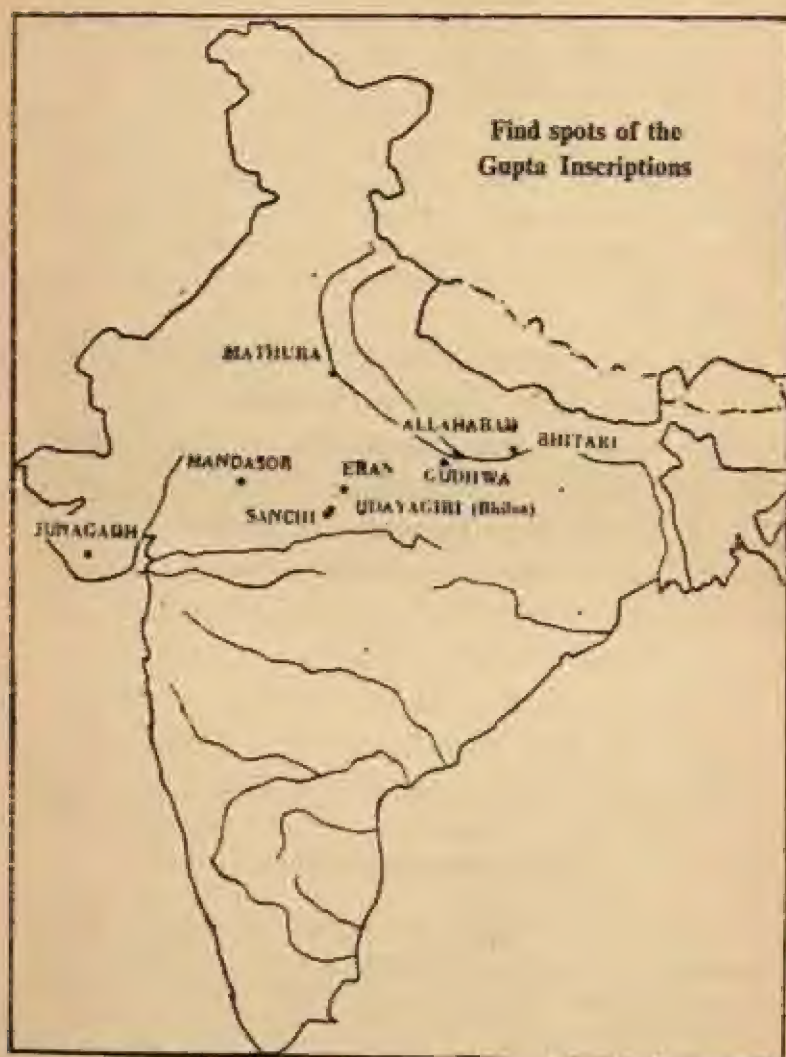 Find spots of the
Gupta Inscriptions
MATHURA
ALLAHABAD
BHITARI
MANDASOR
ERAN
GUDHWA
SANCHI
UDAYAGIRI (Bhilsa)
JUNAGADH